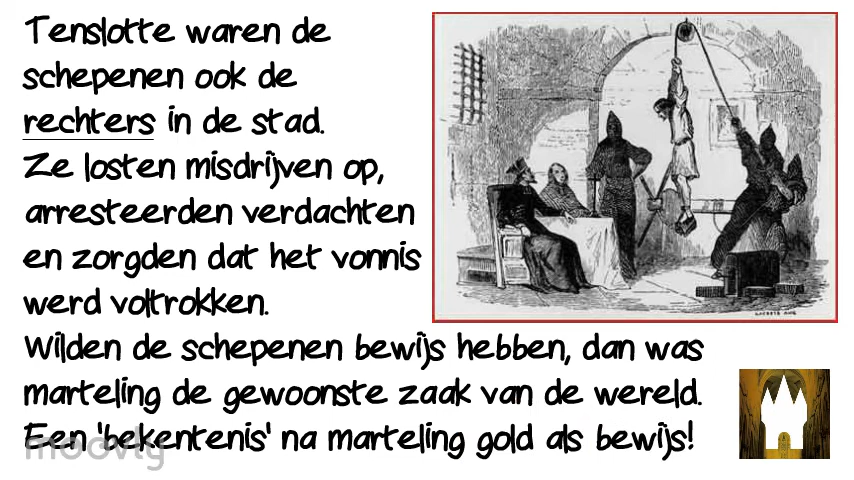 Tenslotte waren de
schepenen ook de
rechters in de stad.
Ze losten misdrijven op,
arresteerden verdachten
en zorgden dat het vonnis
werd voltrokken.
Wilden de schepenen bewijs hebben, dan was
marteling de gewoonste zaak van de wereld.
Een 'bekentenis' na marteling gold als bewijs!
moovly